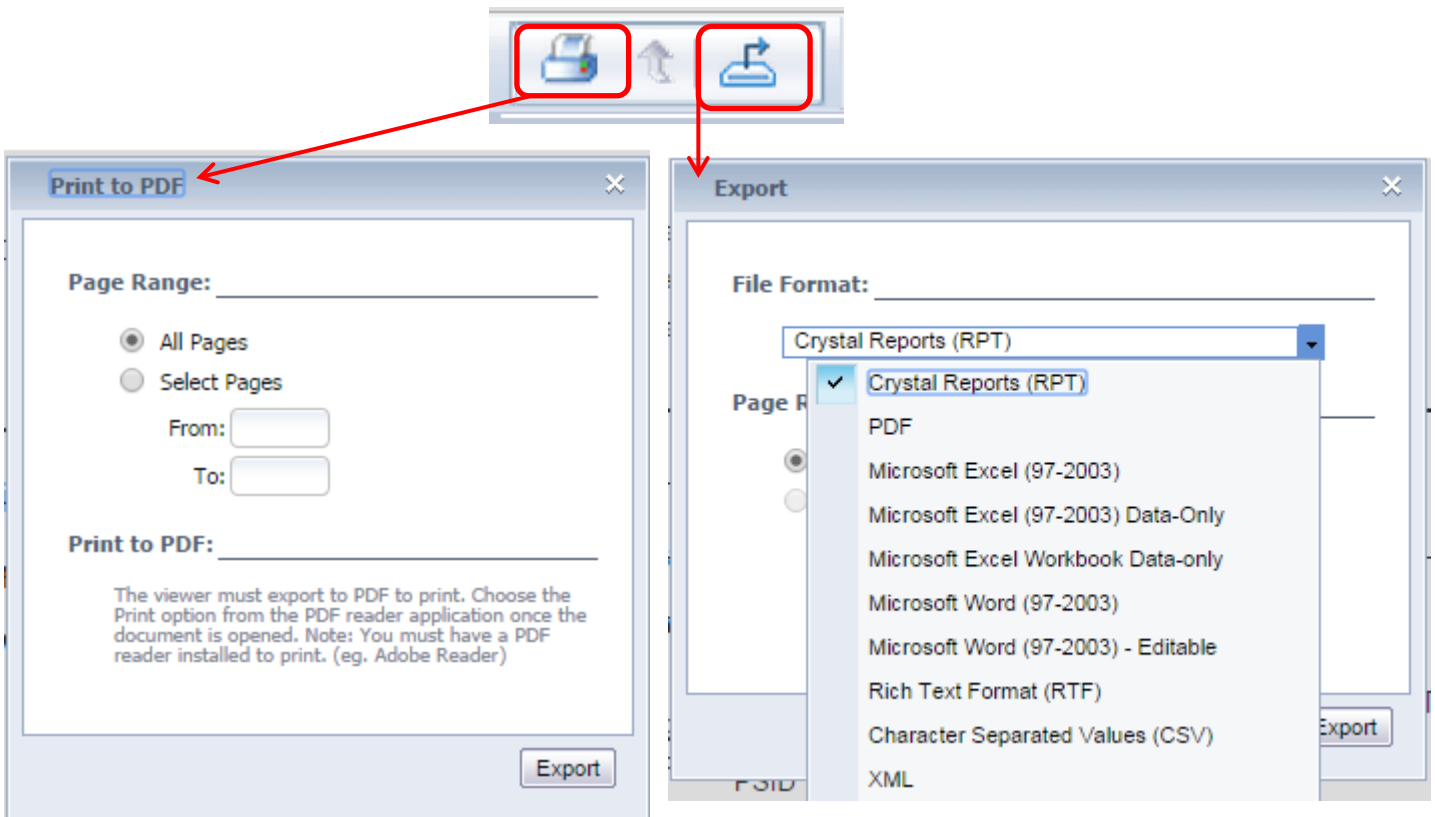 Print to PDF
Page Range:
All Pages
Select Pages
From:
To:
Print to PDF:
The viewer must export to PDF to print. Choose the
Print option from the PDF reader application once the
document is opened. Note: You must have a PDF
reader installed to print. (eg. Adobe Reader)
Export
Export
File Format:
Crystal Reports (RPT)
Crystal Reports (RPT)
Page R
PDF
Microsoft Excel (97-2003)
Microsoft Excel (97-2003) Data-Only
Microsoft Excel Workbook Data-only
Microsoft Word (97-2003)
Microsoft Word (97-2003) - Editable
Rich Text Format (RTF)
Character Separated Values (CSV)
Export
XML